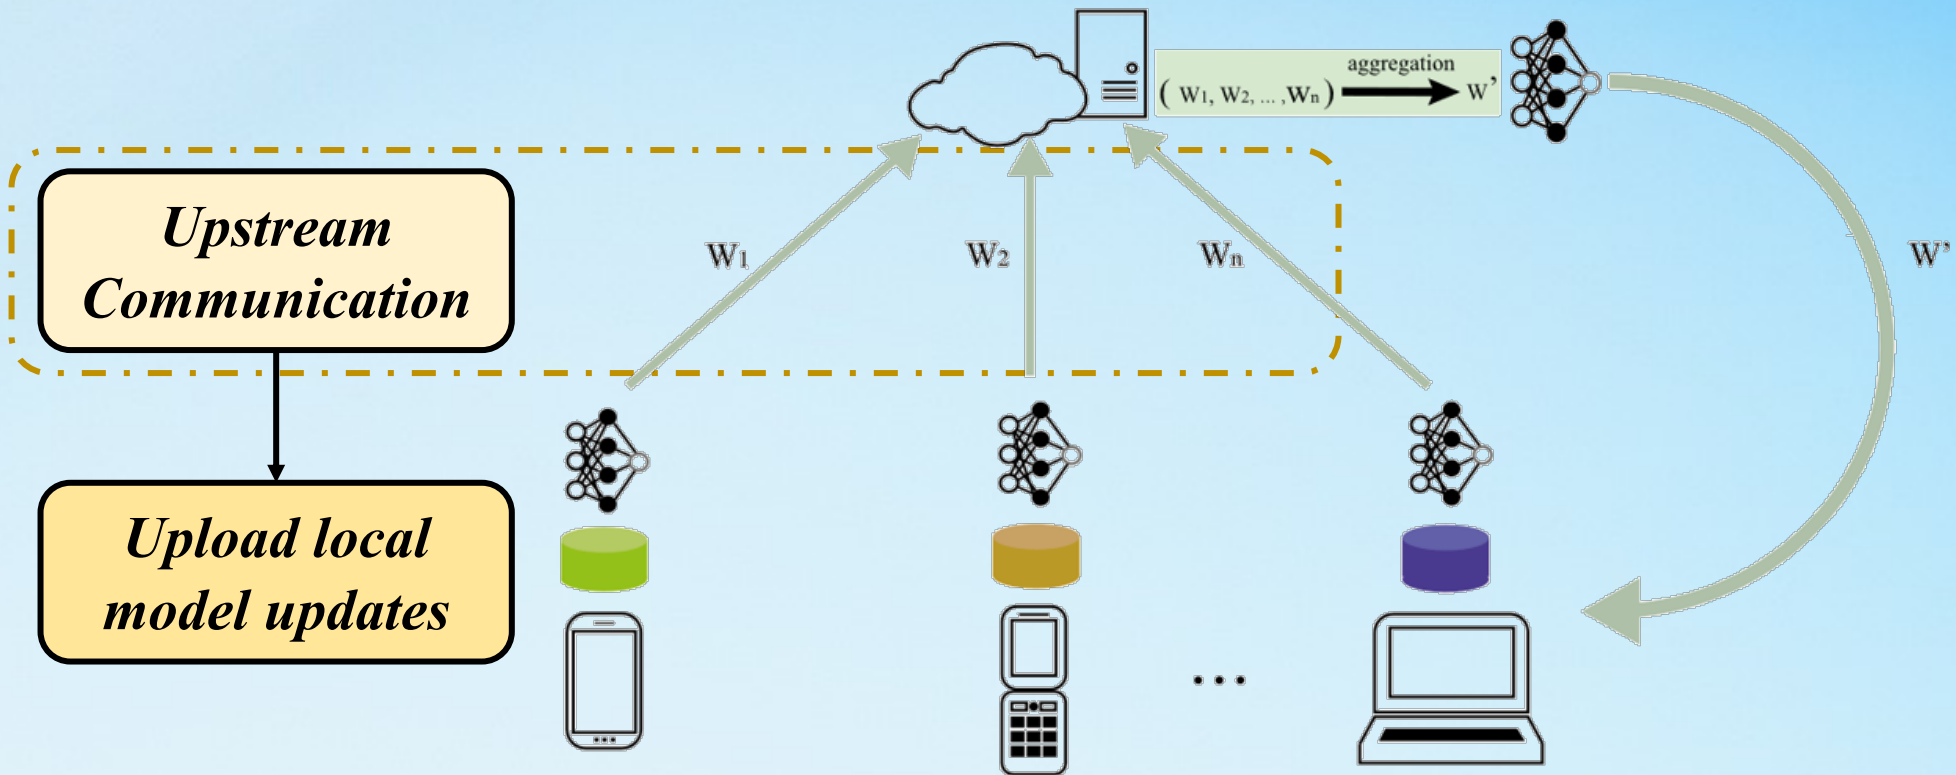 aggregation
( W1, W2, ... ,Wn ) W'
Upstream
Communication
W1
W2
Wn
W'
Upload local
model updates
...